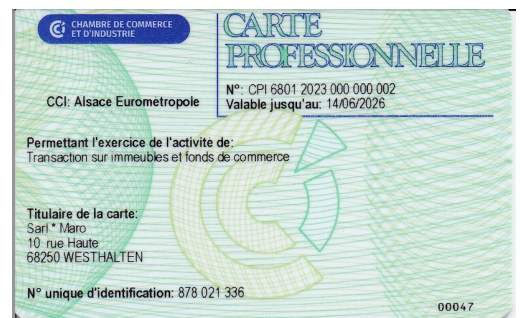 CHAMBRE DE COMMERCE
ET D'INDUSTRIE
CARTE
PROFESSIONNELLE
N°: CPI 6801 2023 000 000 002
Valable jusqu'au: 14/06/2026
CCI: Alsace Eurométropole
Permettant l'exercice de l'activité de:
Transaction sur immeubles et fonds de commerce
Titulaire de la carte:
Sarl * Maro
10 rue Haute
68250 WESTHALTEN
N° unique d'identification: 878 021 336
00047